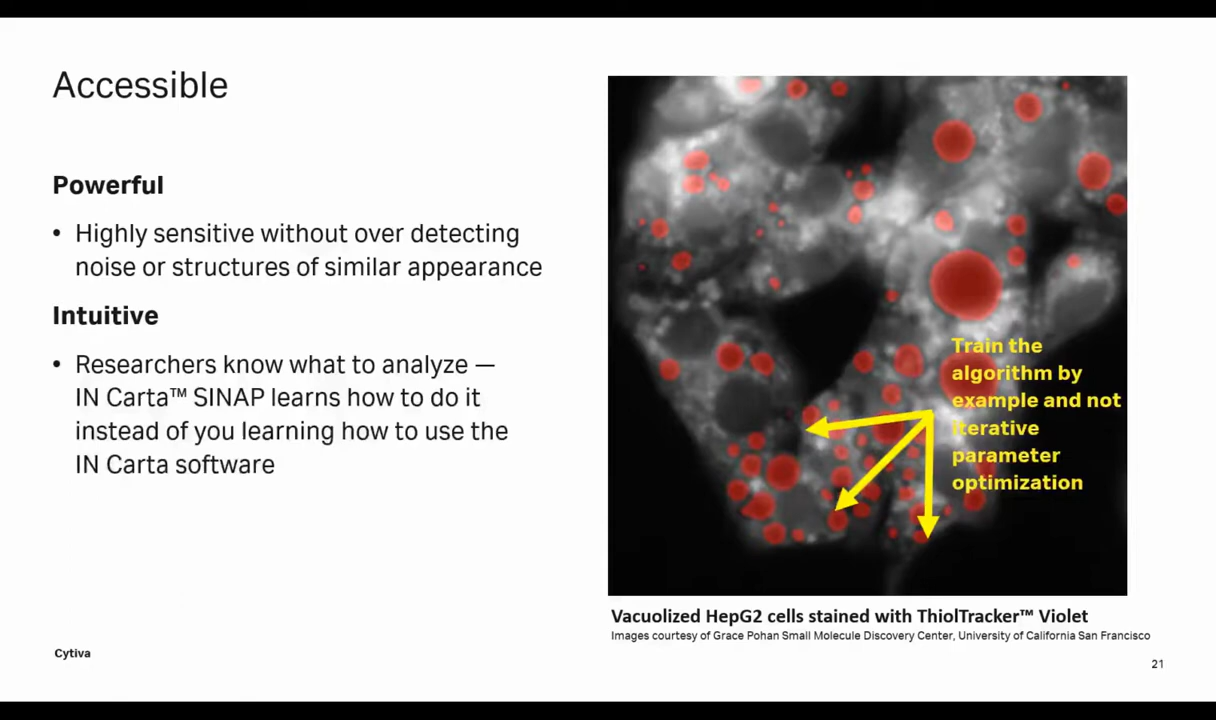 Accessible
Powerful
• Highly sensitive without over detecting
noise or structures of similar appearance
Intuitive
• Researchers know what to analyze —
IN Carta™ SINAP learns how to do it
instead of you learning how to use the
IN Carta software
Train the
algorithm by
example and not
iterative
parameter
optimization
Vacuolized HepG2 cells stained with ThiolTracker™ Violet
Images courtesy of Grace Pohan Small Molecule Discovery Center, University of California San Francisco
Cytiva
21